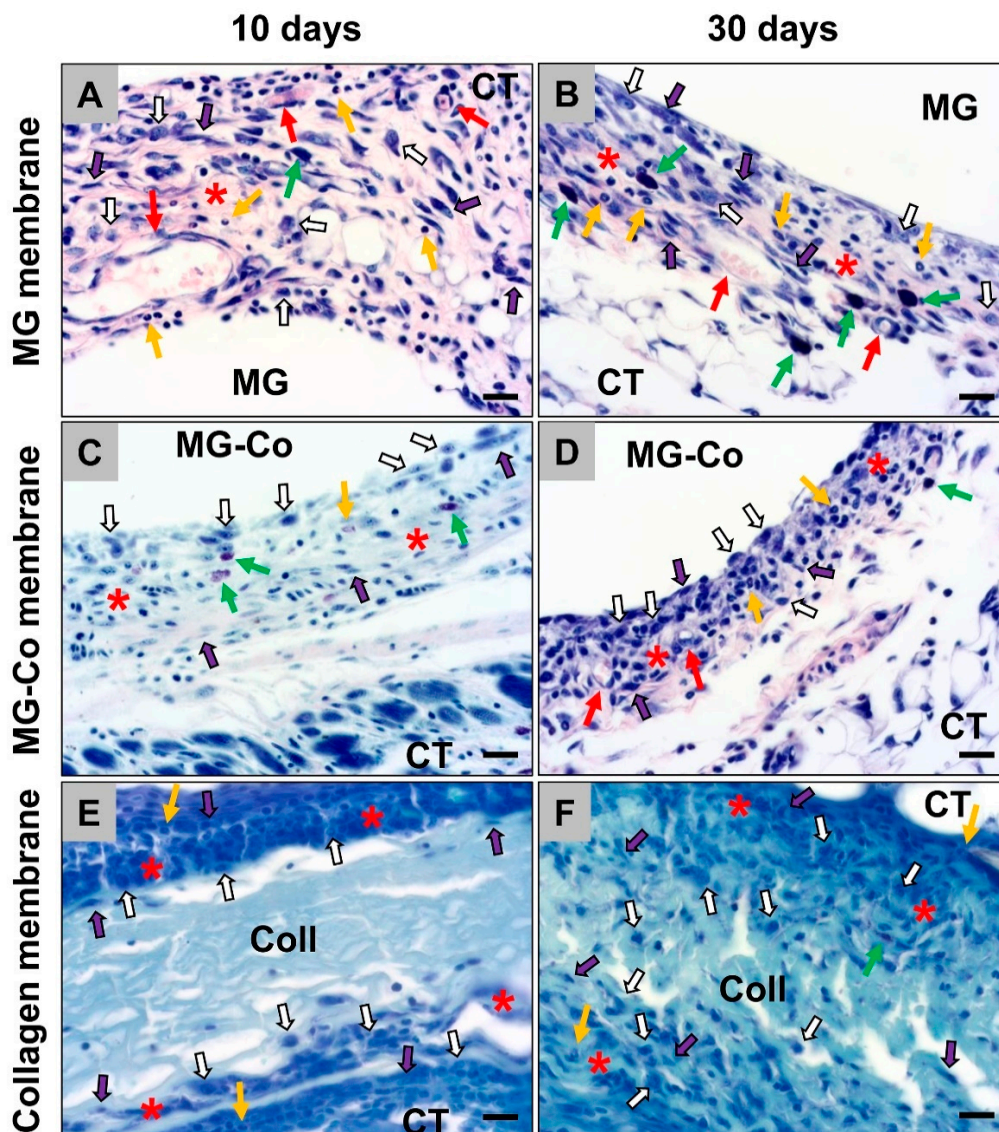 10 days
30 days
MG membrane
A
CT
MG
B
MG
CT
MG-Co membrane
C
MG-Co
CT
D
MG-Co
CT
Collagen membrane
E
Coll
CT
F
CT
Coll